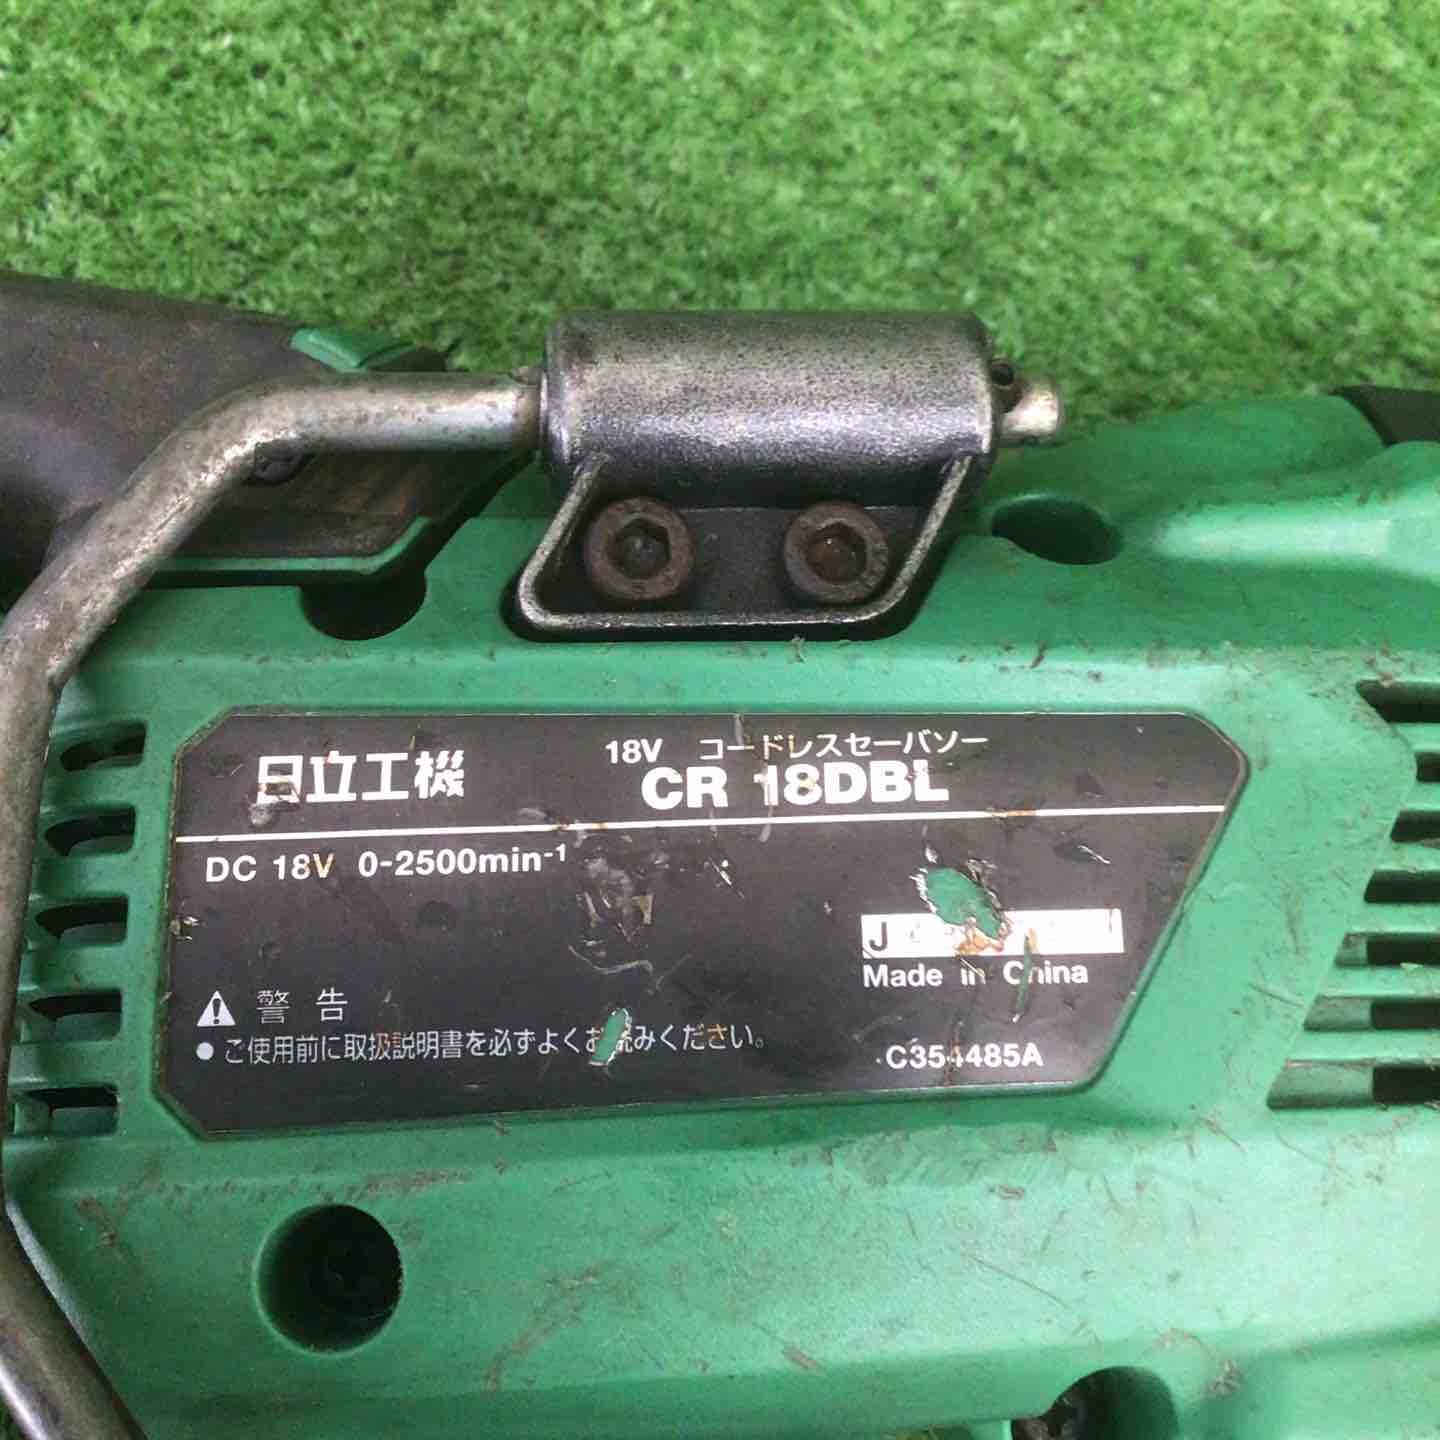 日立工機
18V コードレスセーバソー
CR 18DBL
DC 18V 0-2500min⁻¹
J
Made in China
警告
● ご使用前に取扱説明書を必ずよくお読みください。
C354485A